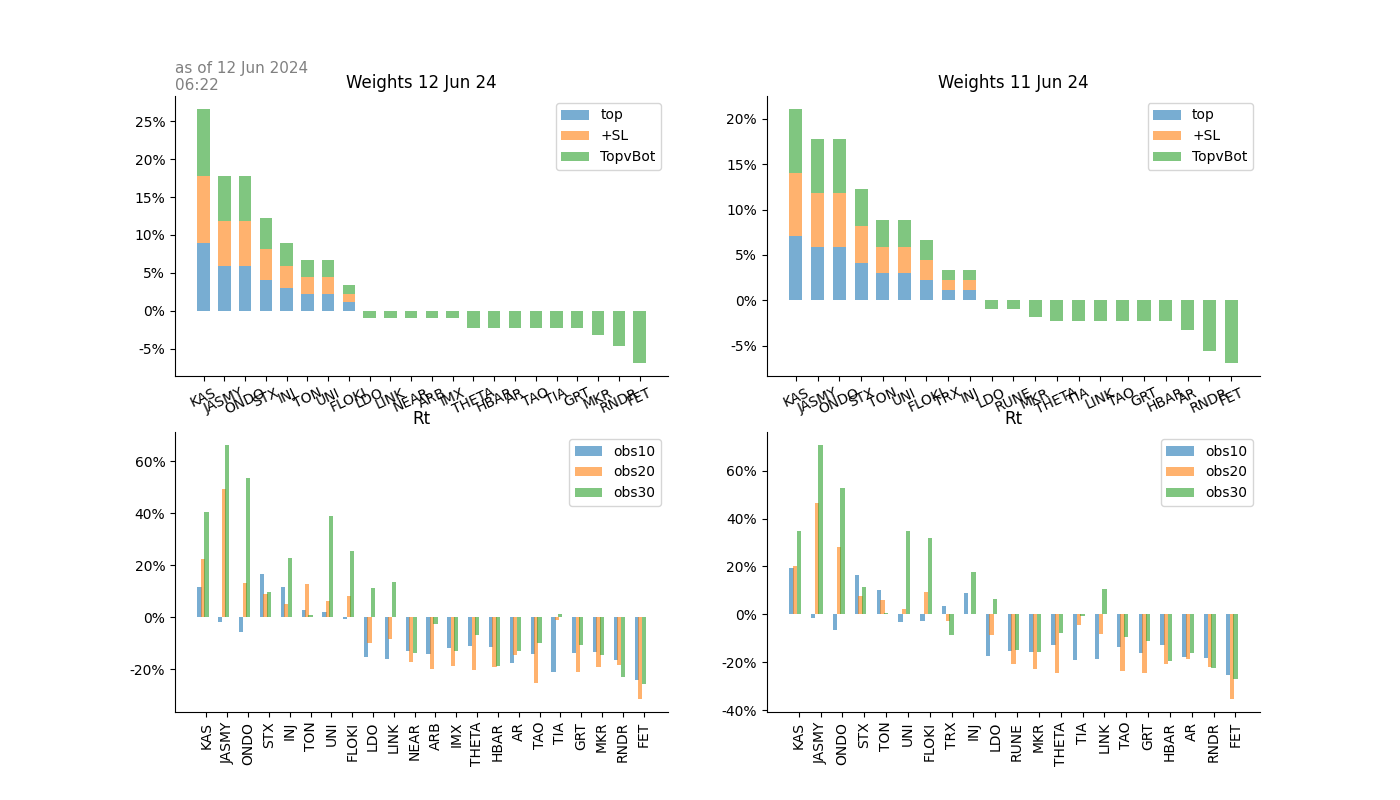 as of 12 Jun 2024
06:22
Weights 12 Jun 24
25%
20%
15%
10%
5%
0%
-5%
top
+SL
TopvBot
KAS JASMY ONDO STX INJ TON UNI FLOKI LDO LINK NEAR ARB IMX THETA HBAR AR TAO TIA GRT MKR RNDR FET
Weights 11 Jun 24
20%
15%
10%
5%
0%
-5%
top
+SL
TopvBot
KAS JASMY ONDO STX TON UNI FLOKI TRX INJ LDO RUNE MKR THETA TIA LINK TAO GRT HBAR AR RNDR FET
Rt
60%
40%
20%
0%
-20%
obs10
obs20
obs30
KAS JASMY ONDO STX INJ TON UNI FLOKI LDO LINK NEAR ARB IMX THETA HBAR AR TAO TIA GRT MKR RNDR FET
Rt
60%
40%
20%
0%
-20%
-40%
obs10
obs20
obs30
KAS JASMY ONDO STX TON UNI FLOKI TRX INJ LDO RUNE MKR THETA TIA LINK TAO GRT HBAR AR RNDR FET